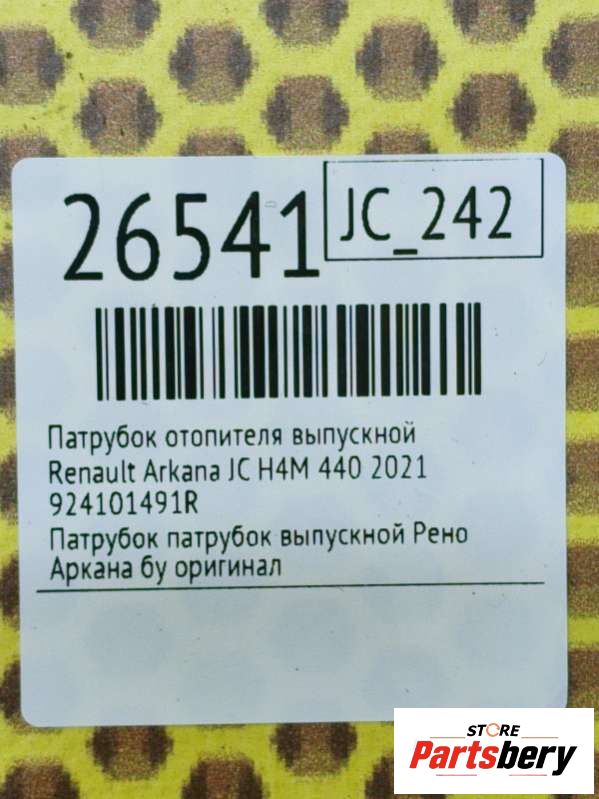 26541
JC_242
Патрубок отопителя выпускной
Renault Arkana JC H4M 440 2021
924101491R
Патрубок патрубок выпускной Рено
Аркана бу оригинал
STORE
Partsbery